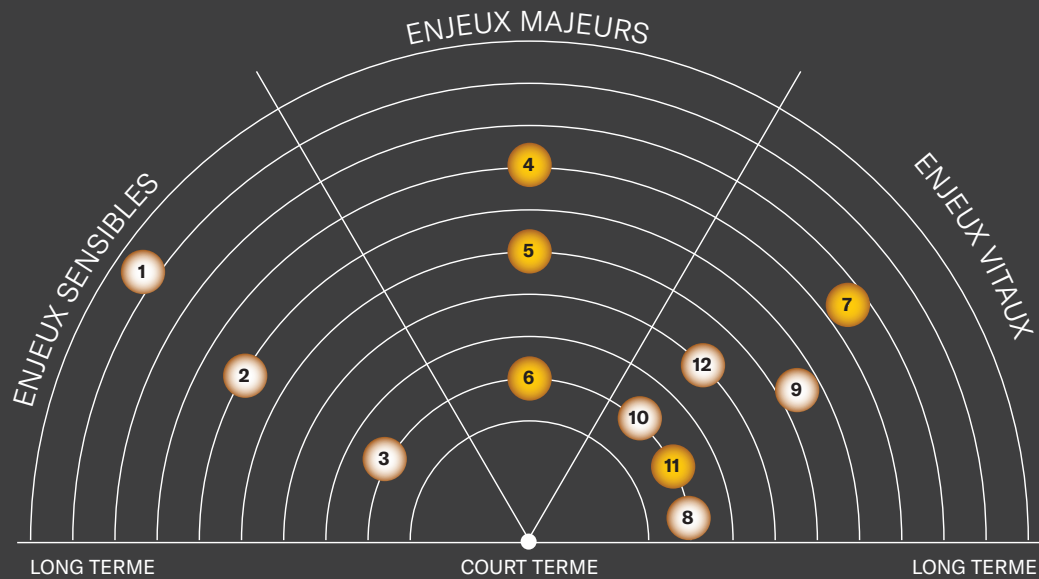 ENJEUX MAJEURS
ENJEUX SENSIBLES
ENJEUX VITAUX
4
5
1
7
2
12
9
6
10
3
11
8
LONG TERME
COURT TERME
LONG TERME